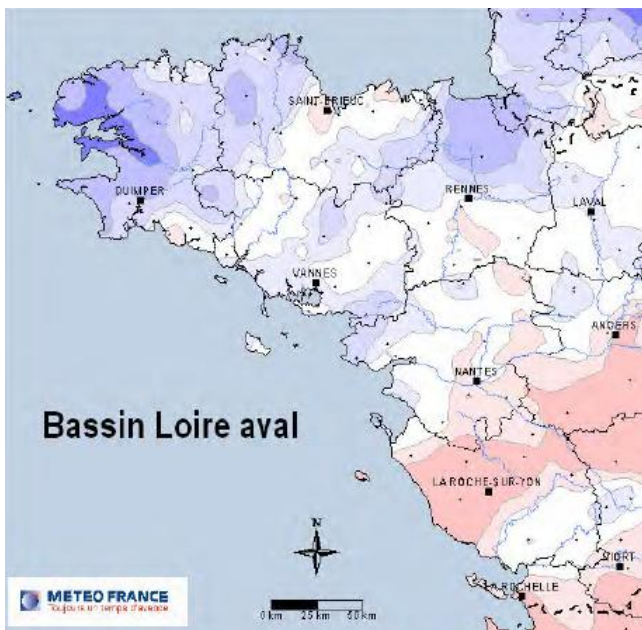 SAINT-BRIEUC
QUIMPER
RENNES
LAVAL
VANNES
ANGERS
NANTES
Bassin Loire aval
LA ROCHE-SUR-YON
N
NIORT
LA ROCHELLE
METEO FRANCE
Toujours un temps d'avance
0 km 25 km 50 km